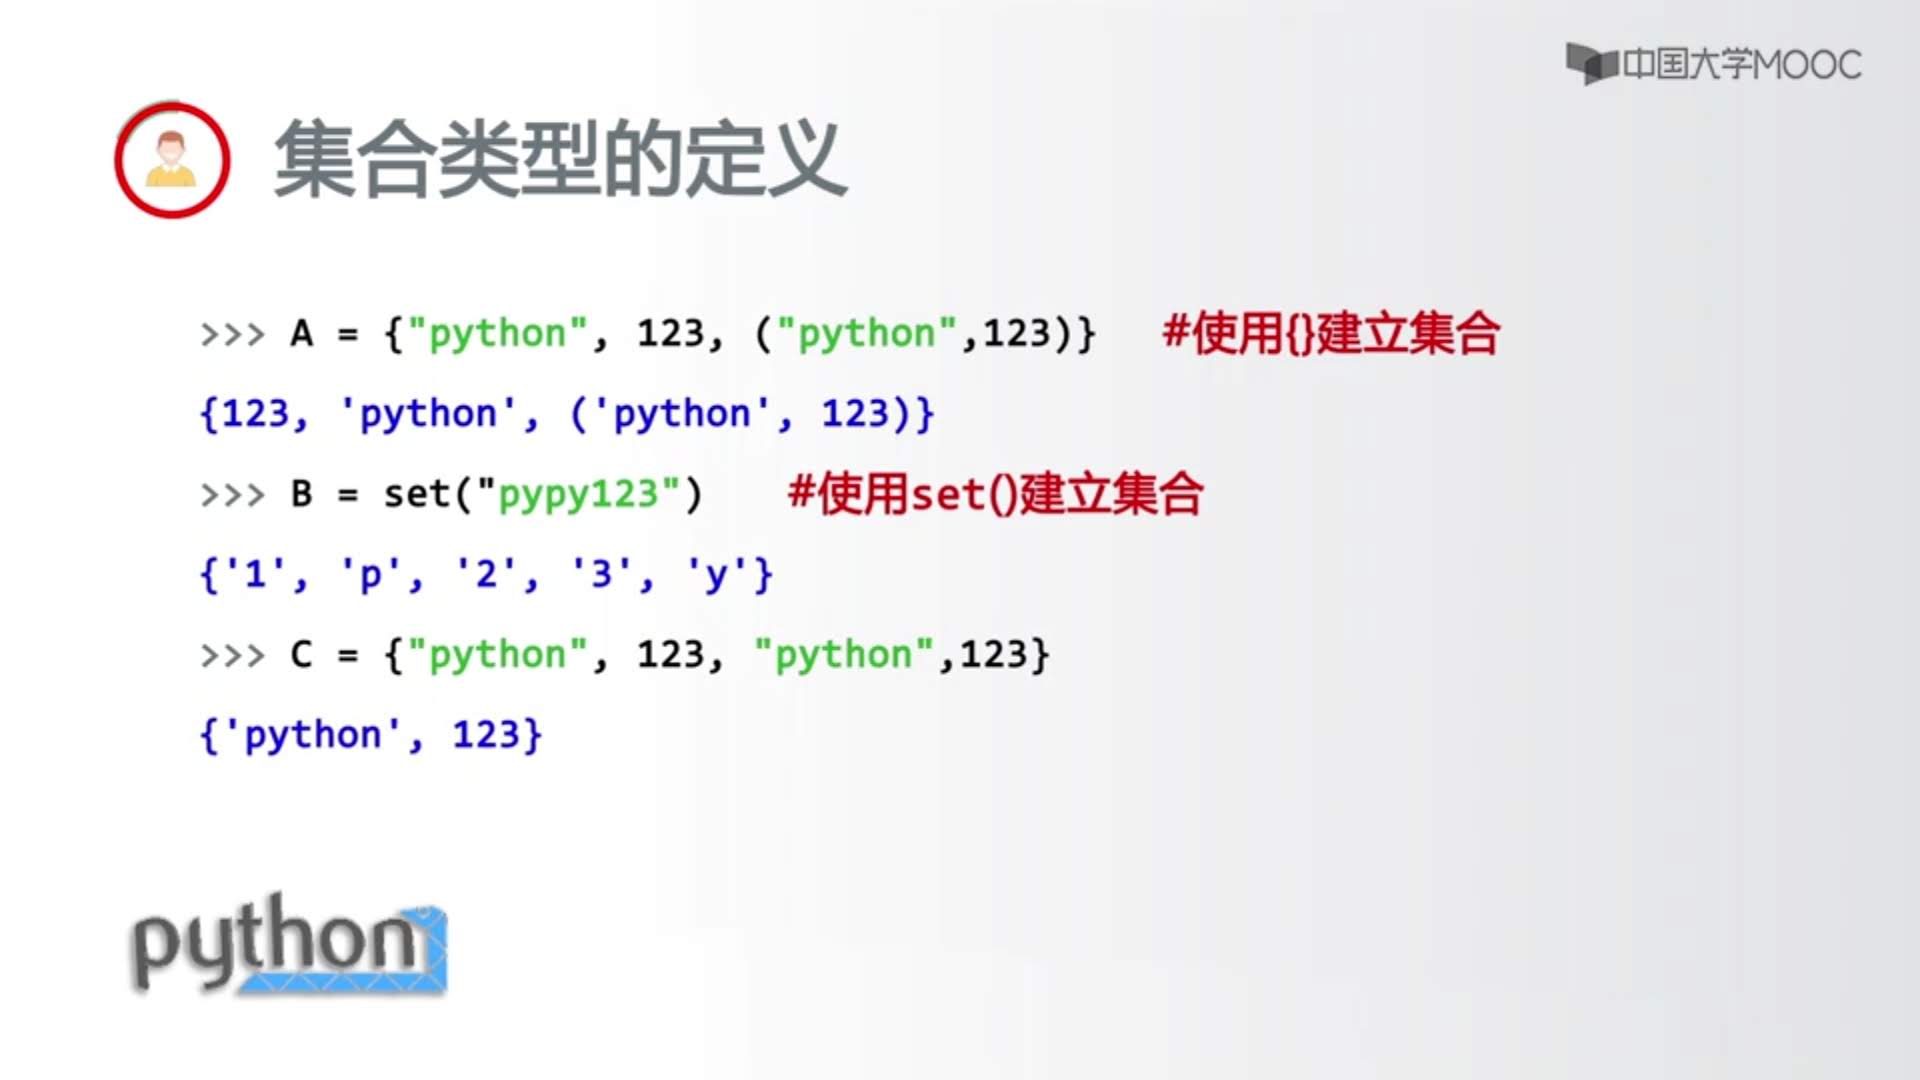 中国大学MOOC
集合类型的定义
>>> A = {"python", 123, ("python",123)} #使用{}建立集合
{123, 'python', ('python', 123)}
>>> B = set("pypy123") #使用set()建立集合
{'1', 'p', '2', '3', 'y'}
>>> C = {"python", 123, "python",123}
{'python', 123}
python